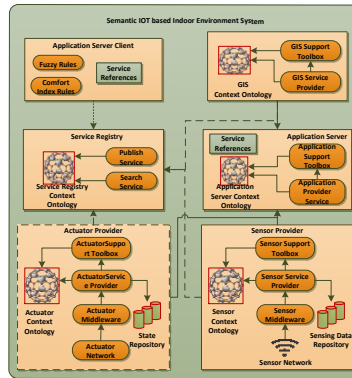 Semantic IOT based Indoor Environment System
Application Server Client
Fuzzy Rules
Comfort
Index Rules
Service
References
GIS Support
Toolbox
GIS Service
Provider
GIS
Context Ontology
Service Registry
Publish
Service
Search
Service
Service Registry
Context
Ontology
Application Server
Service
References
Application
Support
Toolbox
Application
Provider
Service
Application
Server Context
Ontology
Actuator Provider
ActuatorSuppo
rt Toolbox
ActuatorServic
e Provider
Actuator
Middleware
Actuator
Network
Actuator
Context
Ontology
State
Repository
Sensor Provider
Sensor Support
Toolbox
Sensor Service
Provider
Sensor
Middleware
Sensor
Context
Ontology
Sensing Data
Repository
Sensor Network